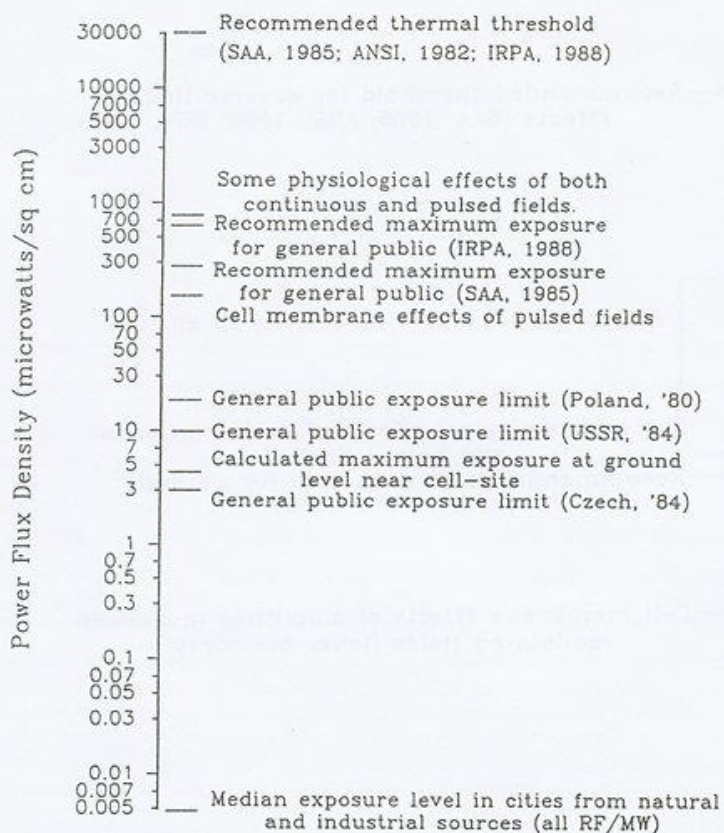 Power Flux Density (microwatts/sq cm)
30000
10000
7000
5000
3000
1000
700
500
300
100
70
50
30
10
7
5
3
1
0.7
0.5
0.3
0.1
0.07
0.05
0.03
0.01
0.007
0.005
Recommended thermal threshold
(SAA, 1985; ANSI, 1982; IRPA, 1988)
Some physiological effects of both
continuous and pulsed fields.
Recommended maximum exposure
for general public (IRPA, 1988)
Recommended maximum exposure
for general public (SAA, 1985)
Cell membrane effects of pulsed fields
General public exposure limit (Poland, '80)
General public exposure limit (USSR, '84)
Calculated maximum exposure at ground
level near cell-site
General public exposure limit (Czech, '84)
Median exposure level in cities from natural
and industrial sources (all RF/MW)